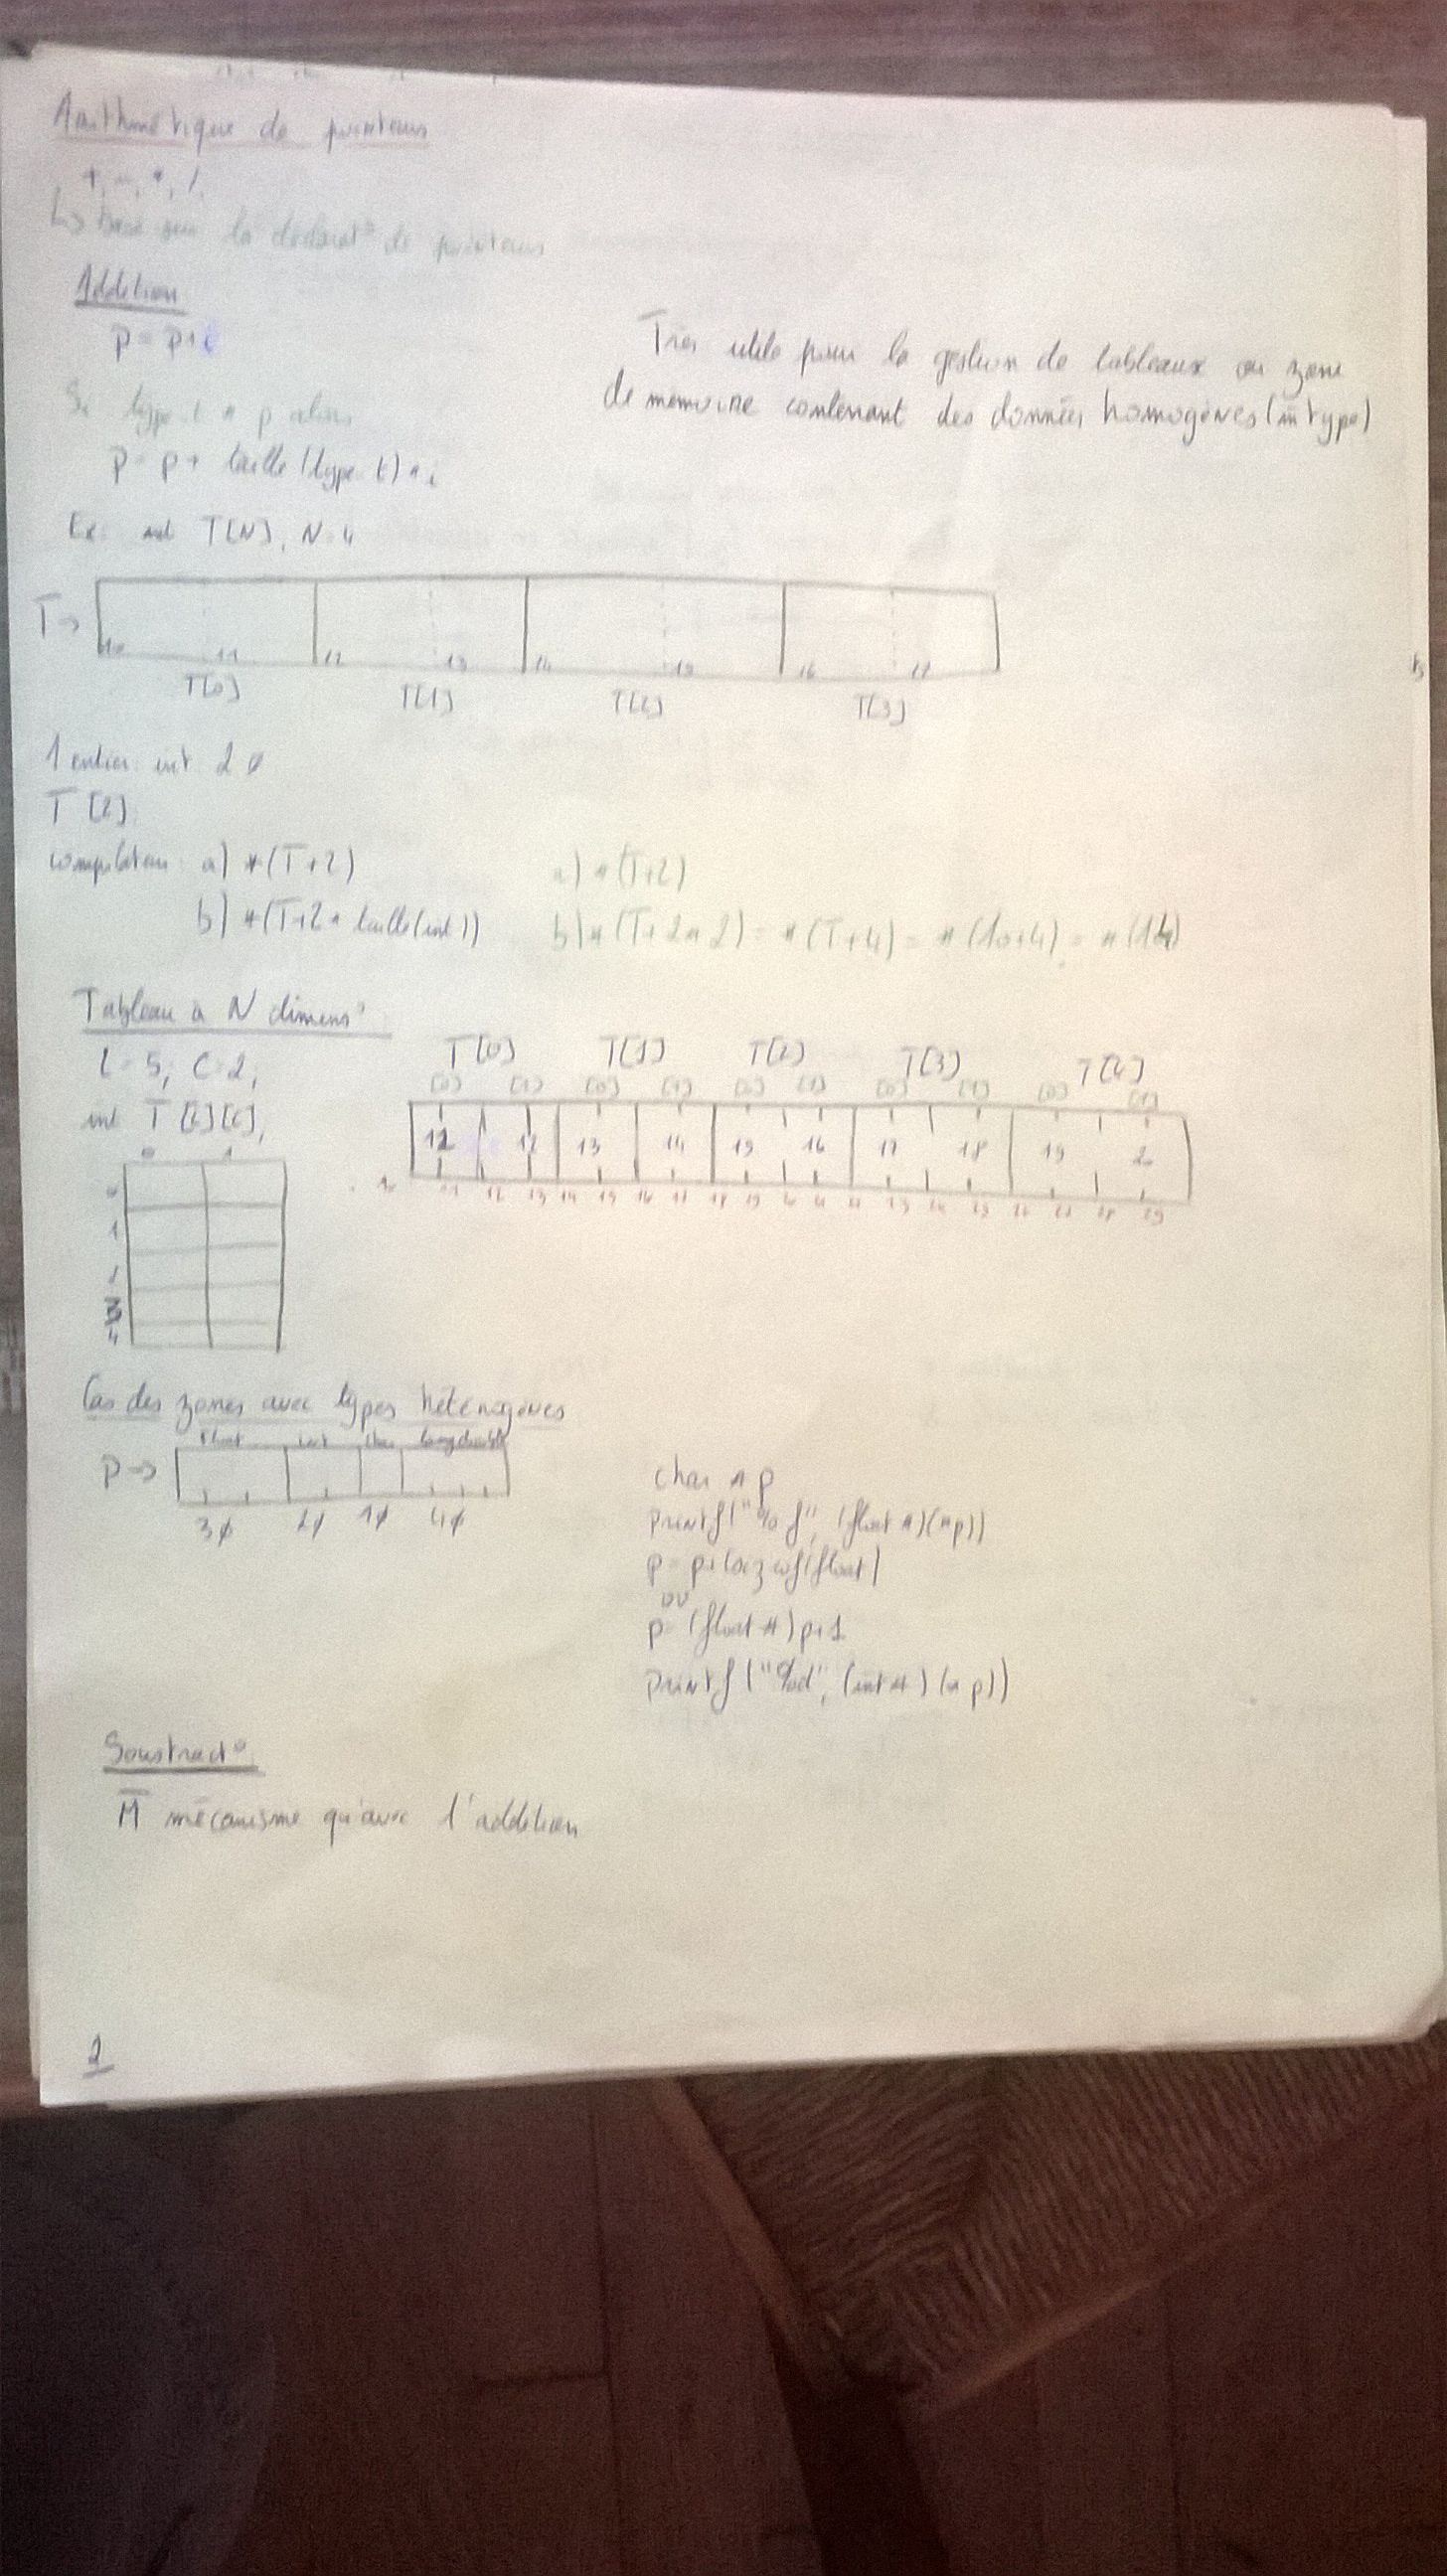 Arithmétique de pointeurs
+, -, *, /
↳ basé sur la déclarat° de pointeurs
Addition
p = p+i
Si type_t * p alors
p = p + taille(type_t) * i
Très utile pour la gestion de tableaux ou zone
de mémoire contenant des données homogènes (m̄ type)
Ex: int T[N], N=4
T →
10 11 12 13 14 15 16 17
T[0] T[1] T[2] T[3]
1 entier int 2 ø
T[2]
compilateur a) *(T+2)
b) *(T+2* taille(int))
a) *(T+2)
b) *(T+2*2) = *(T+4) = *(10+4) = *(14)
Tableau à N dimens°
L=5; C=2;
int T[L][C];
0 1
0
1
2
3
4
T[0] T[1] T[2] T[3] T[4]
[0] [1] [0] [1] [0] [1] [0] [1] [0] [1]
12 13 14 15 16 17 18 19
10 11 12 13 14 15 16 17 18 19
Cas des zones avec types hétérogènes
float int char long double
P →
3ø 2ø 1ø 4ø
char * p
printf("%f", (float *)(*p))
p = p+(sizeof(float)
ou
p = (float *) p+1
printf("%d", (int *) (*p))
Soustract°
M̄ mécanisme qu'avec l'addition
2